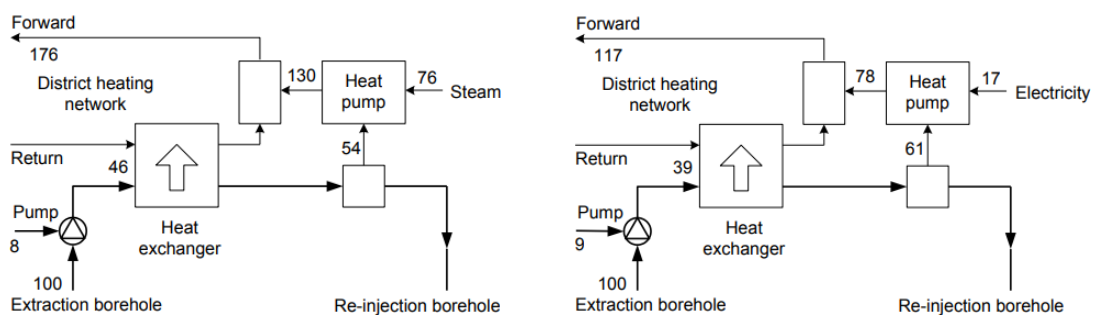 Forward
176
130
Heat
pump
76
Steam
District heating
network
54
Return
46
Pump
8
Heat
exchanger
100
Extraction borehole
Re-injection borehole
Forward
117
78
Heat
pump
17
Electricity
District heating
network
61
Return
39
Pump
9
Heat
exchanger
100
Extraction borehole
Re-injection borehole